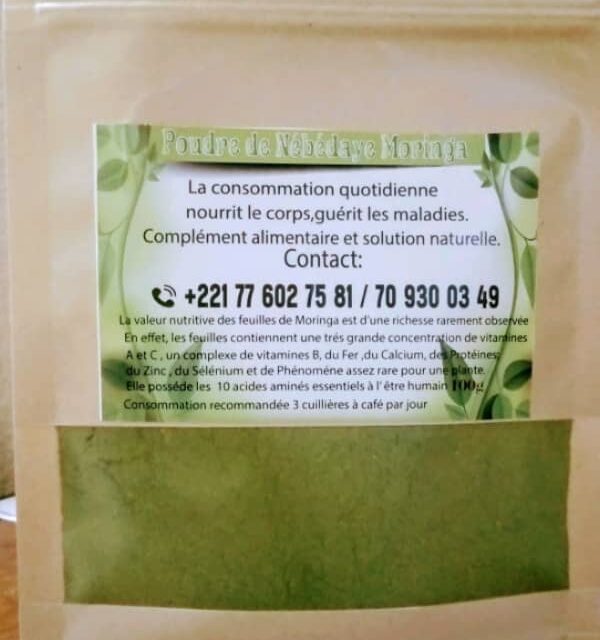 Poudre de Nébédaye Moringa
La consommation quotidienne
nourrit le corps,guérit les maladies.
Complément alimentaire et solution naturelle.
Contact:
+221 77 602 75 81 / 70 930 03 49
La valeur nutritive des feuilles de Moringa est d'une richesse rarement observée
En effet, les feuilles contiennent une trés grande concentration de vitamines
A et C , un complexe de vitamines B, du Fer ,du Calcium, des Protéines;
du Zinc , du Sélénium et de Phénoméne assez rare pour une plante.
Elle posséde les 10 acides aminés essentiels à l' être humain 100g
Consommation recommandée 3 cuillières à café par jour